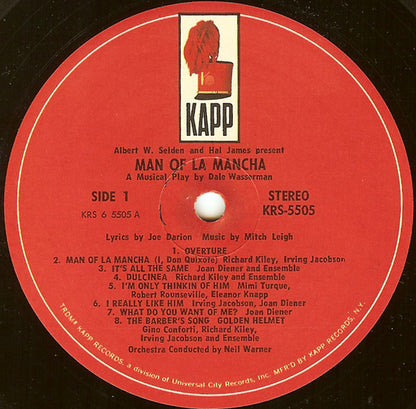 KAPP
Albert W. Selden and Hal James present
MAN OF LA MANCHA
A Musical Play by Dale Wasserman
SIDE 1
STEREO
KRS 6 5505 A
KRS-5505
Lyrics by Joe Darion Music by Mitch Leigh
1. OVERTURE
2. MAN OF LA MANCHA (I, Don Quixote) Richard Kiley, Irving Jacobson
3. IT'S ALL THE SAME Joan Diener and Ensemble
4. DULCINEA Richard Kiley and Ensemble
5. I'M ONLY THINKIN OF HIM Mimi Turque,
Robert Rounseville, Eleanor Knapp
6. I REALLY LIKE HIM Irving Jacobson, Joan Diener
7. WHAT DO YOU WANT OF ME? Joan Diener
8. THE BARBER'S SONG GOLDEN HELMET
Gino Conforti, Richard Kiley,
Irving Jacobson and Ensemble
Orchestra Conducted by Neil Warner
TRDMK KAPP RECORDS, a division of Universal City Records, Inc. MFR'D BY KAPP RECORDS, N.Y.